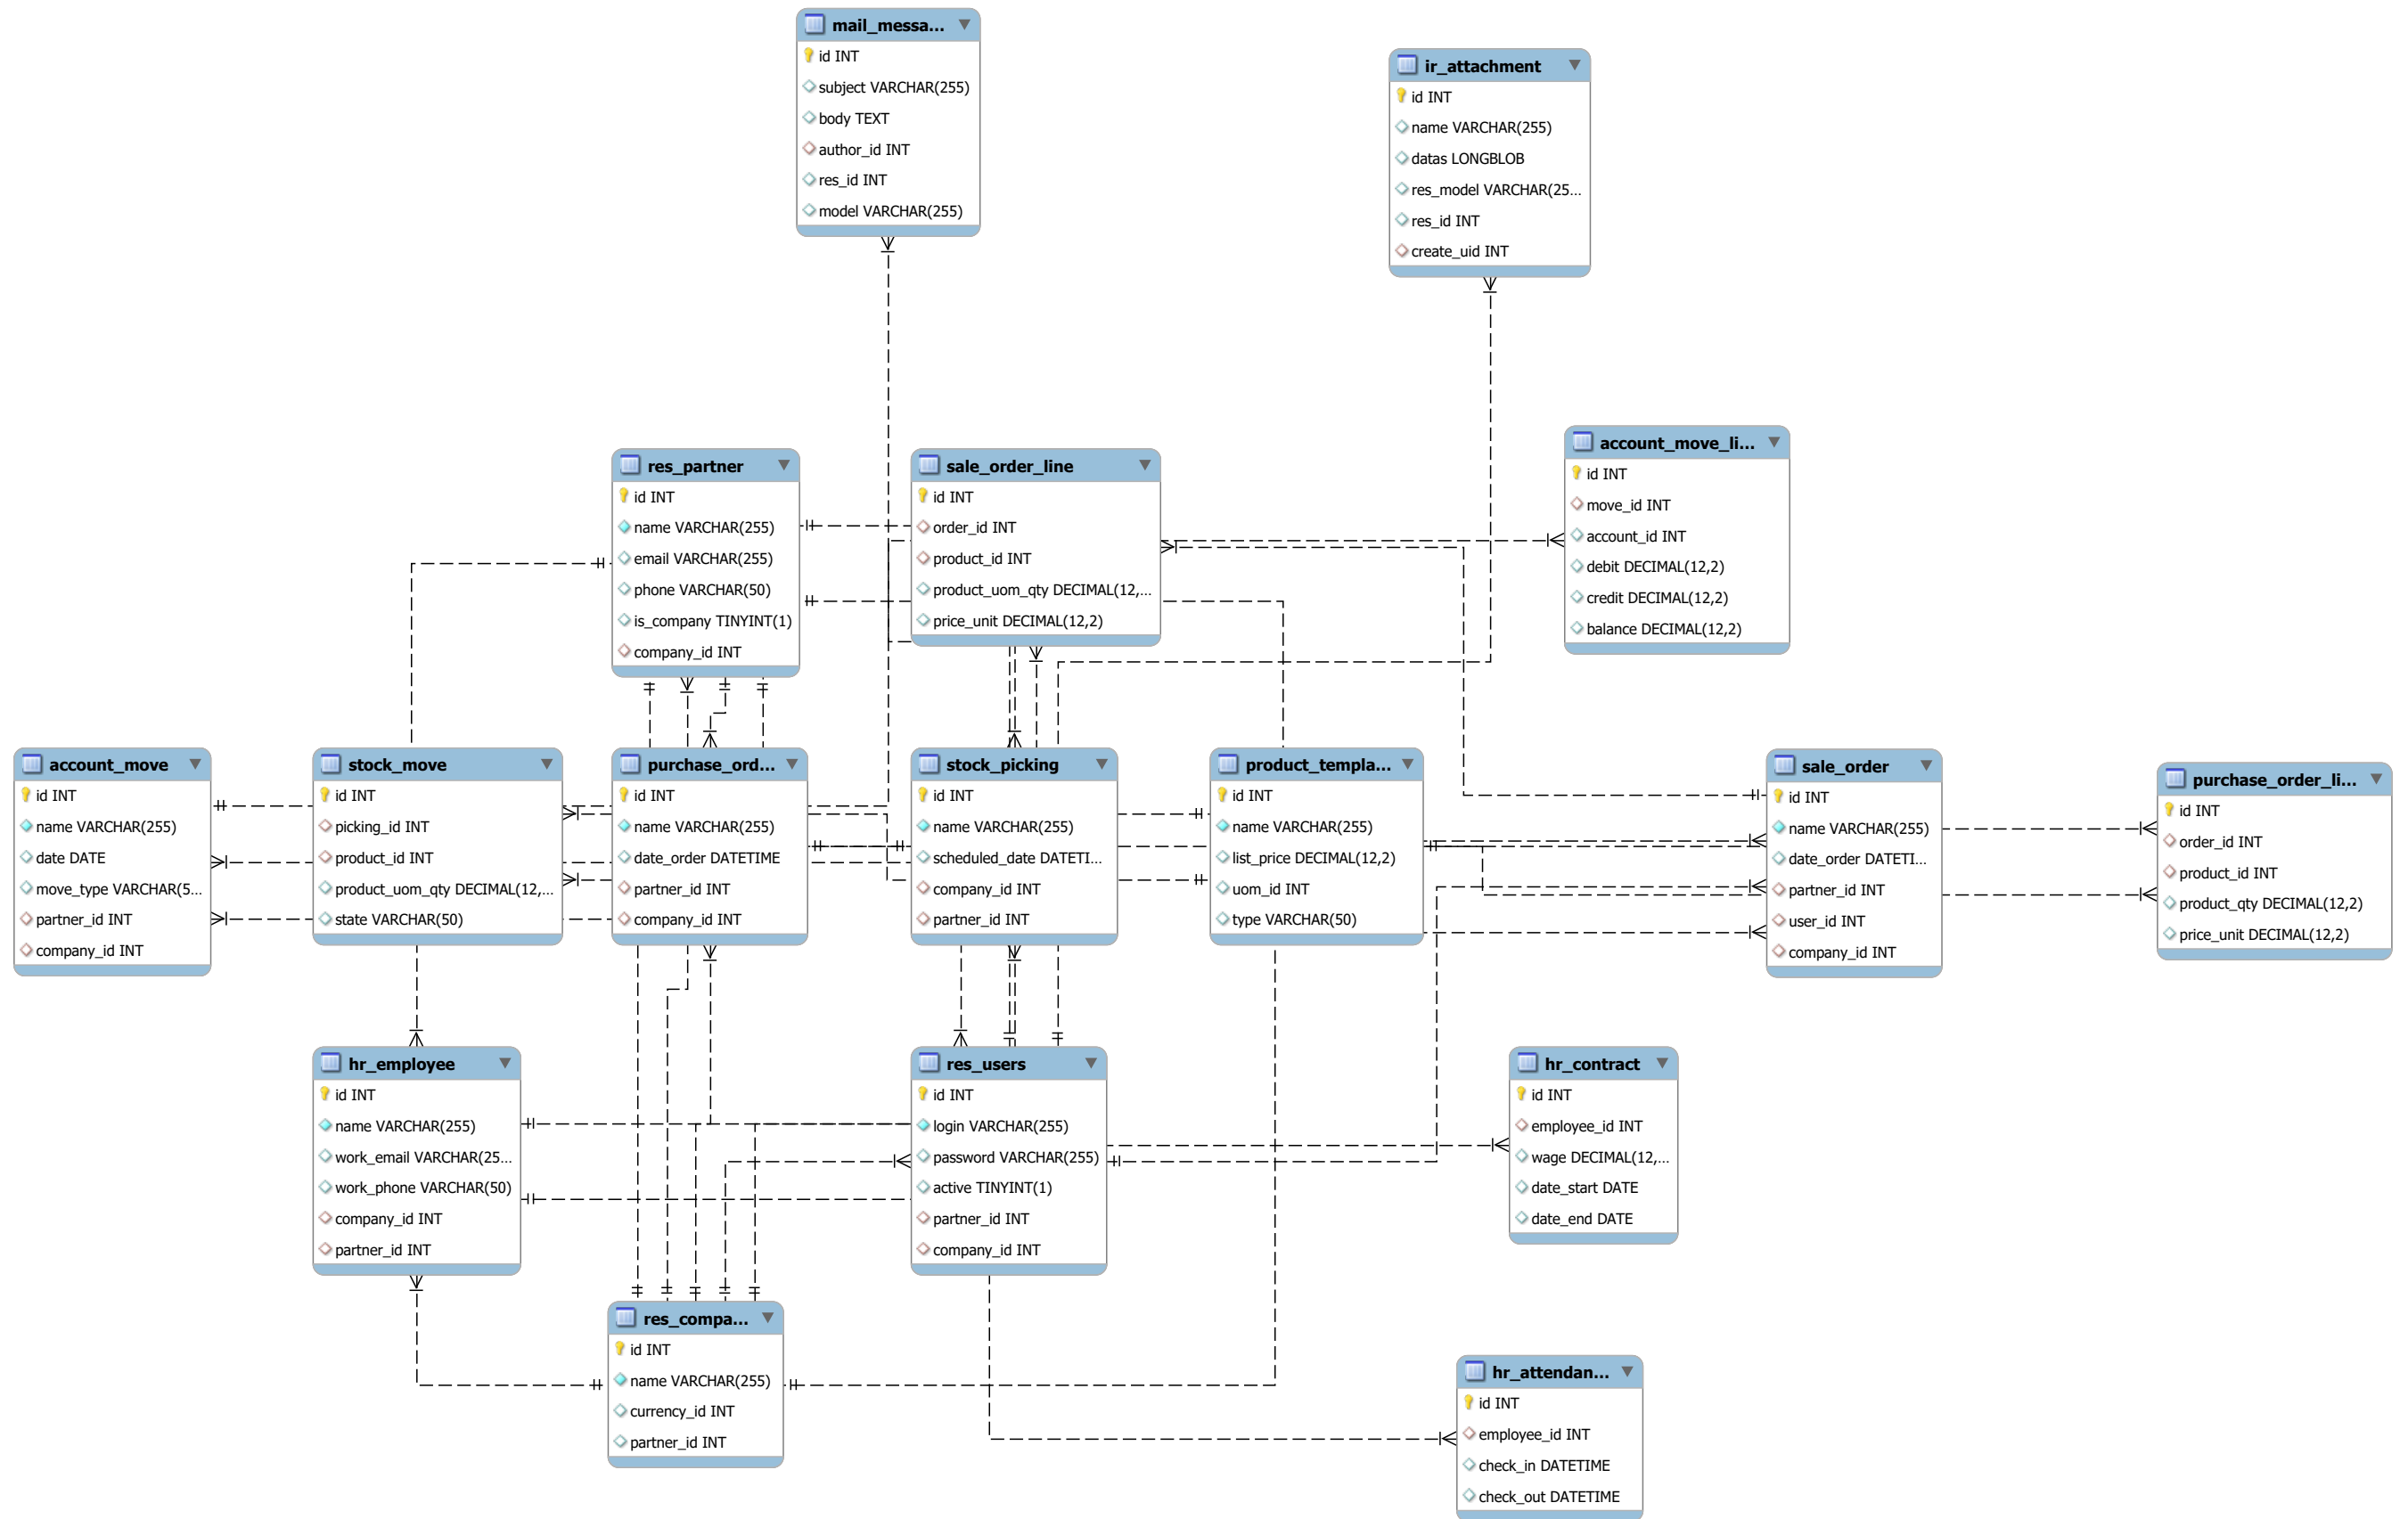 mail_messa...
id INT
subject VARCHAR(255)
body TEXT
author_id INT
res_id INT
model VARCHAR(255)
ir_attachment
id INT
name VARCHAR(255)
datas LONGBLOB
res_model VARCHAR(25...
res_id INT
create_uid INT
res_partner
id INT
name VARCHAR(255)
email VARCHAR(255)
phone VARCHAR(50)
is_company TINYINT(1)
company_id INT
sale_order_line
id INT
order_id INT
product_id INT
product_uom_qty DECIMAL(12,...
price_unit DECIMAL(12,2)
account_move_li...
id INT
move_id INT
account_id INT
debit DECIMAL(12,2)
credit DECIMAL(12,2)
balance DECIMAL(12,2)
account_move
id INT
name VARCHAR(255)
date DATE
move_type VARCHAR(5...
partner_id INT
company_id INT
stock_move
id INT
picking_id INT
product_id INT
product_uom_qty DECIMAL(12,...
state VARCHAR(50)
purchase_ord...
id INT
name VARCHAR(255)
date_order DATETIME
partner_id INT
company_id INT
stock_picking
id INT
name VARCHAR(255)
scheduled_date DATETI...
company_id INT
partner_id INT
product_templa...
id INT
name VARCHAR(255)
list_price DECIMAL(12,2)
uom_id INT
type VARCHAR(50)
sale_order
id INT
name VARCHAR(255)
date_order DATETI...
partner_id INT
user_id INT
company_id INT
purchase_order_li...
id INT
order_id INT
product_id INT
product_qty DECIMAL(12,2)
price_unit DECIMAL(12,2)
hr_employee
id INT
name VARCHAR(255)
work_email VARCHAR(25...
work_phone VARCHAR(50)
company_id INT
partner_id INT
res_users
id INT
login VARCHAR(255)
password VARCHAR(255)
active TINYINT(1)
partner_id INT
company_id INT
hr_contract
id INT
employee_id INT
wage DECIMAL(12,...
date_start DATE
date_end DATE
res_compa...
id INT
name VARCHAR(255)
currency_id INT
partner_id INT
hr_attendan...
id INT
employee_id INT
check_in DATETIME
check_out DATETIME